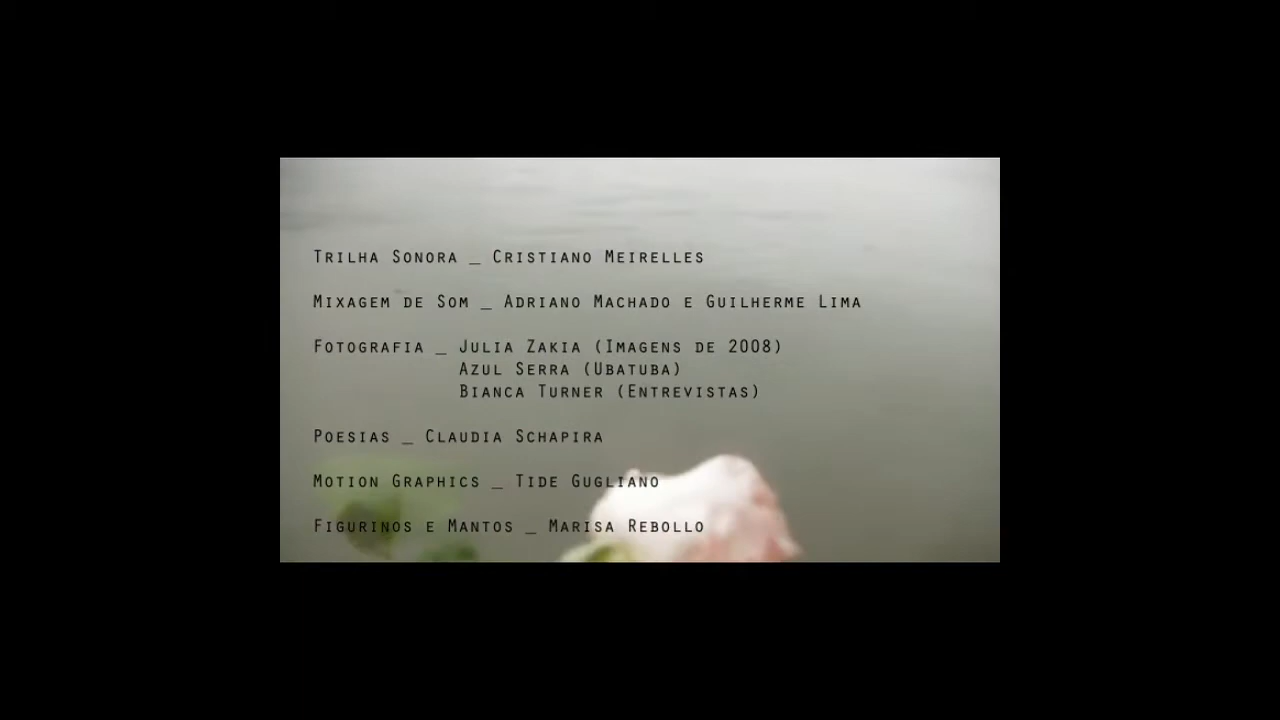 Trilha Sonora _ Cristiano Meirelles
Mixagem de Som _ Adriano Machado e Guilherme Lima
Fotografia _ Julia Zakia (Imagens de 2008)
Azul Serra (Ubatuba)
Bianca Turner (Entrevistas)
Poesias _ Claudia Schapira
Motion Graphics _ Tide Gugliano
Figurinos e Mantos _ Marisa Rebollo